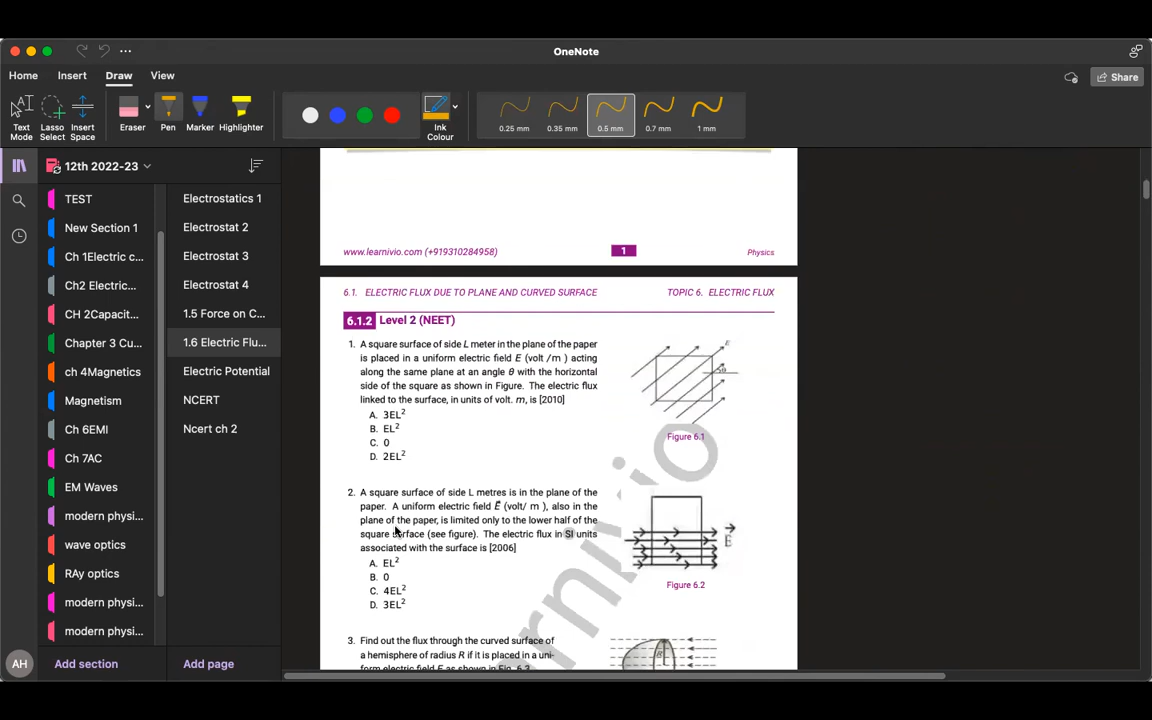 OneNote
Home Insert Draw View
Share
Text Mode
Lasso Select
Insert Space
Eraser
Pen
Marker
Highlighter
Ink Colour
0.25 mm
0.35 mm
0.5 mm
0.7 mm
1 mm
12th 2022-23
TEST
New Section 1
Ch 1Electric c...
Ch2 Electric...
CH 2Capacit...
Chapter 3 Cu...
ch 4Magnetics
Magnetism
Ch 6EMI
Ch 7AC
EM Waves
modern physi...
wave optics
RAy optics
modern physi...
modern physi...
AH
Add section
Electrostatics 1
Electrostat 2
Electrostat 3
Electrostat 4
1.5 Force on C...
1.6 Electric Flu...
Electric Potential
NCERT
Ncert ch 2
Add page
www.learnivio.com (+919310284958)
1
Physics
6.1. ELECTRIC FLUX DUE TO PLANE AND CURVED SURFACE
TOPIC 6. ELECTRIC FLUX
6.1.2 Level 2 (NEET)
1. A square surface of side L meter in the plane of the paper
is placed in a uniform electric field E (volt /m ) acting
along the same plane at an angle θ with the horizontal
side of the square as shown in Figure. The electric flux
linked to the surface, in units of volt. m, is [2010]
A. 3EL²
B. EL²
C. 0
D. 2EL²
E
Figure 6.1
2. A square surface of side L metres is in the plane of the
paper. A uniform electric field E⃗ (volt/ m ), also in the
plane of the paper, is limited only to the lower half of the
square surface (see figure). The electric flux in SI units
associated with the surface is [2006]
A. EL²
B. 0
C. 4EL²
D. 3EL²
E⃗
Figure 6.2
3. Find out the flux through the curved surface of
a hemisphere of radius R if it is placed in a uni-
form electric field E as shown in Fig. 6.3